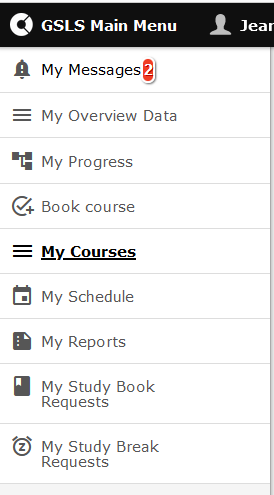 GSLS Main Menu Jear
My Messages 2
My Overview Data
My Progress
Book course
My Courses
My Schedule
My Reports
My Study Book
Requests
My Study Break
Requests